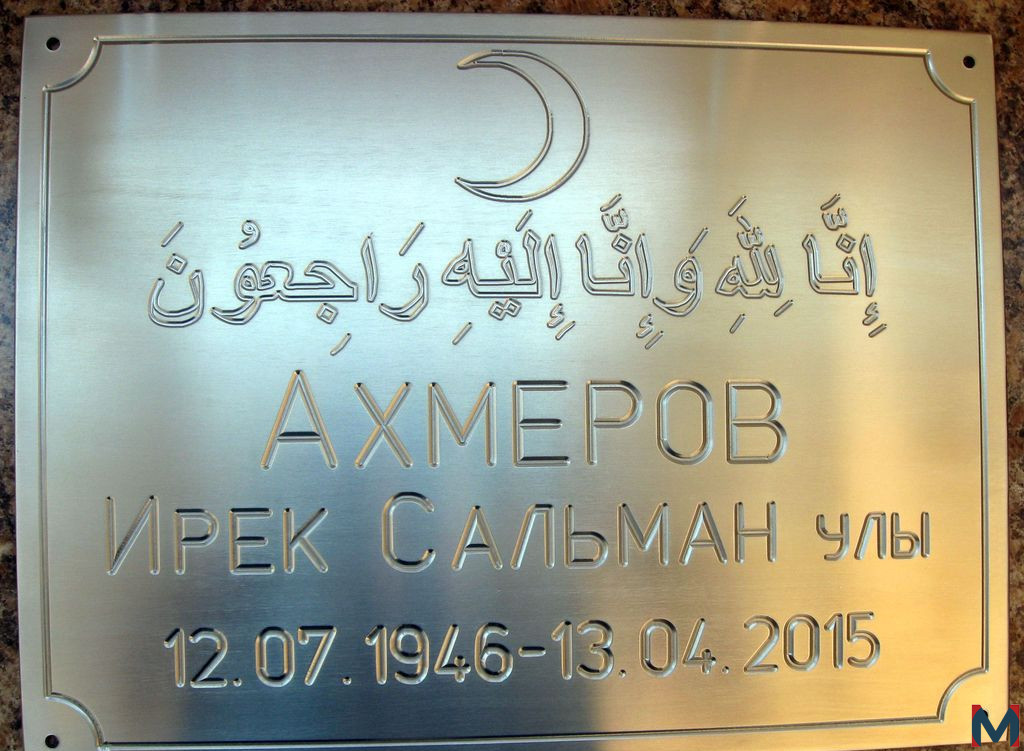 إِنَّا لِلَّهِ وَإِنَّا إِلَيْهِ رَاجِعُونَ
АХМЕРОВ
ИРЕК САЛЬМАН УЛЫ
12.07.1946-13.04.2015
M